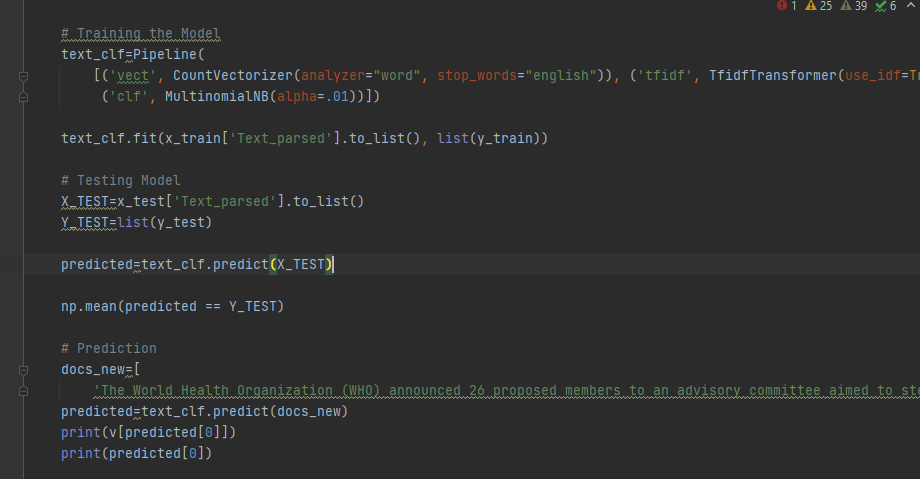 1 25 39 6
# Training the Model
text_clf=Pipeline(
[('vect', CountVectorizer(analyzer="word", stop_words="english")), ('tfidf', TfidfTransformer(use_idf=Tr
('clf', MultinomialNB(alpha=.01))])
text_clf.fit(x_train['Text_parsed'].to_list(), list(y_train))
# Testing Model
X_TEST=x_test['Text_parsed'].to_list()
Y_TEST=list(y_test)
predicted=text_clf.predict(X_TEST)
np.mean(predicted == Y_TEST)
# Prediction
docs_new=[
'The World Health Organization (WHO) announced 26 proposed members to an advisory committee aimed to ste
predicted=text_clf.predict(docs_new)
print(v[predicted[0]])
print(predicted[0])